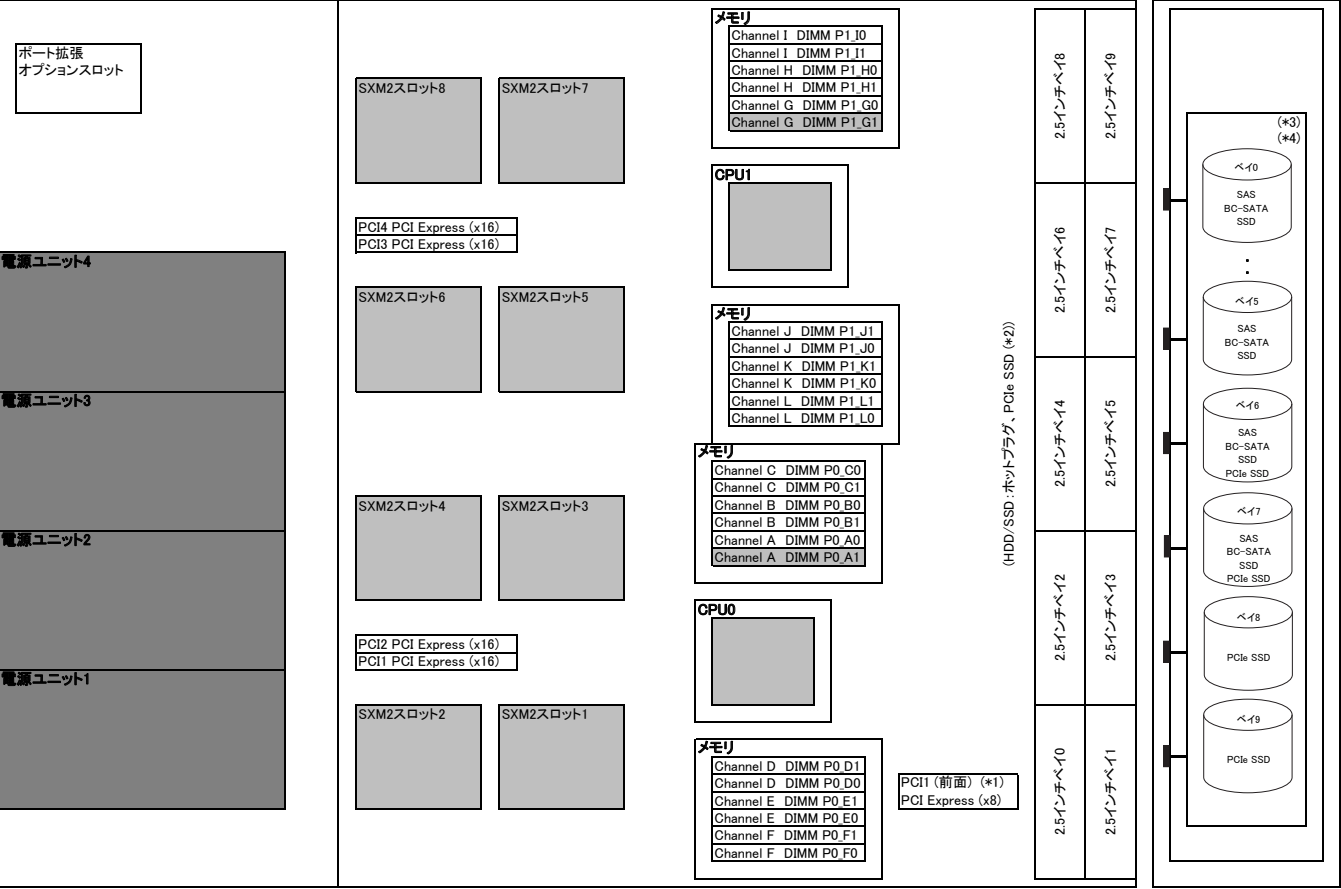 ポート拡張
オプションスロット
電源ユニット4
電源ユニット3
電源ユニット2
電源ユニット1
SXM2スロット8
SXM2スロット7
PCI4 PCI Express (x16)
PCI3 PCI Express (x16)
SXM2スロット6
SXM2スロット5
SXM2スロット4
SXM2スロット3
PCI2 PCI Express (x16)
PCI1 PCI Express (x16)
SXM2スロット2
SXM2スロット1
メモリ
Channel I DIMM P1_I0
Channel I DIMM P1_I1
Channel H DIMM P1_H0
Channel H DIMM P1_H1
Channel G DIMM P1_G0
Channel G DIMM P1_G1
CPU1
メモリ
Channel J DIMM P1_J1
Channel J DIMM P1_J0
Channel K DIMM P1_K1
Channel K DIMM P1_K0
Channel L DIMM P1_L1
Channel L DIMM P1_L0
メモリ
Channel C DIMM P0_C0
Channel C DIMM P0_C1
Channel B DIMM P0_B0
Channel B DIMM P0_B1
Channel A DIMM P0_A0
Channel A DIMM P0_A1
CPU0
メモリ
Channel D DIMM P0_D1
Channel D DIMM P0_D0
Channel E DIMM P0_E1
Channel E DIMM P0_E0
Channel F DIMM P0_F1
Channel F DIMM P0_F0
PCI1 (前面) (*1)
PCI Express (x8)
(HDD/SSD：ホットプラグ、PCIe SSD (*2))
2.5インチベイ8
2.5インチベイ9
2.5インチベイ6
2.5インチベイ7
2.5インチベイ4
2.5インチベイ5
2.5インチベイ2
2.5インチベイ3
2.5インチベイ0
2.5インチベイ1
(*3)
(*4)
ベイ0
SAS
BC-SATA
SSD
：
ベイ5
SAS
BC-SATA
SSD
ベイ6
SAS
BC-SATA
SSD
PCIe SSD
ベイ7
SAS
BC-SATA
SSD
PCIe SSD
ベイ8
PCIe SSD
ベイ9
PCIe SSD